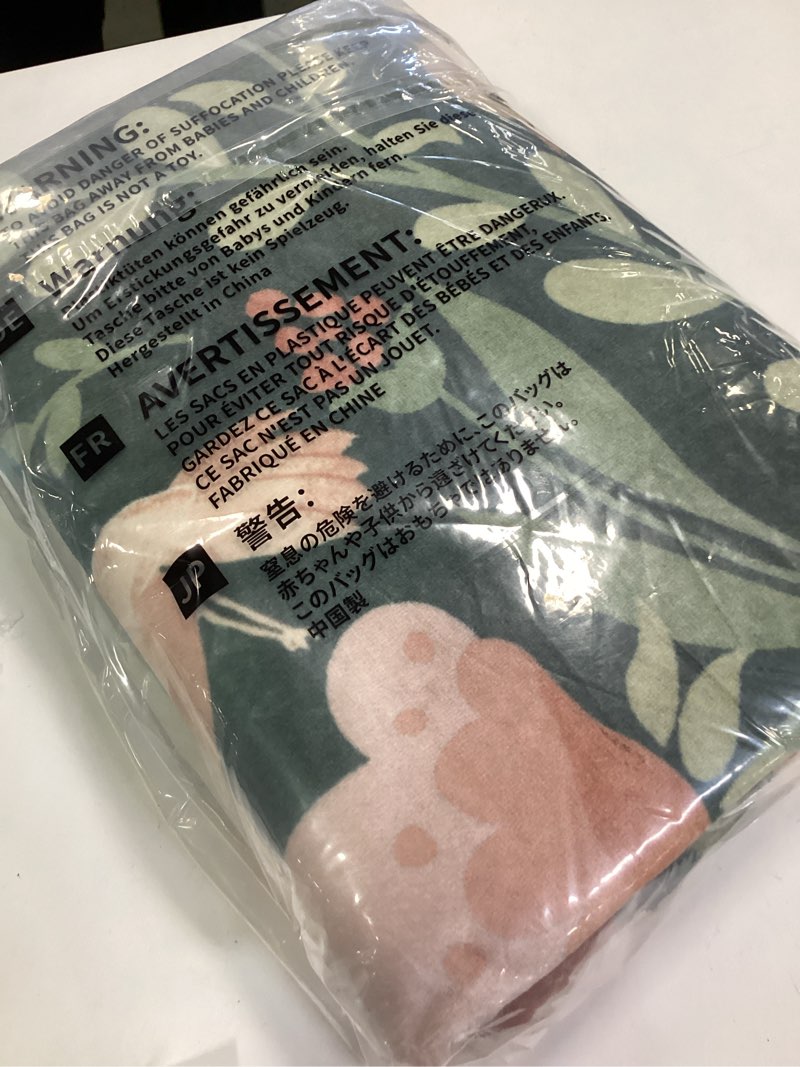 WARNING:
TO AVOID DANGER OF SUFFOCATION PLEASE KEEP
THIS BAG AWAY FROM BABIES AND CHILDREN.
THIS BAG IS NOT A TOY.
DE
Warnung:
können gefährlich sein.
Um Erstickungsgefahr zu vermeiden, halten Sie diese
Tasche bitte von Babys und Kindern fern.
Diese Tasche ist kein Spielzeug.
Hergestellt in China
FR
AVERTISSEMENT:
LES SACS EN PLASTIQUE PEUVENT ÊTRE DANGERUX.
POUR ÉVITER TOUT RISQUE D'ÉTOUFFEMENT,
GARDEZ CE SAC À L'ÉCART DES BÉBÉS ET DES ENFANTS.
CE SAC N'EST PAS UN JOUET.
FABRIQUÉ EN CHINE
JP
警告:
窒息の危険を避けるために、このバッグは
赤ちゃんや子供から遠ざけてください。
このバッグはおもちゃではありません。
中国製